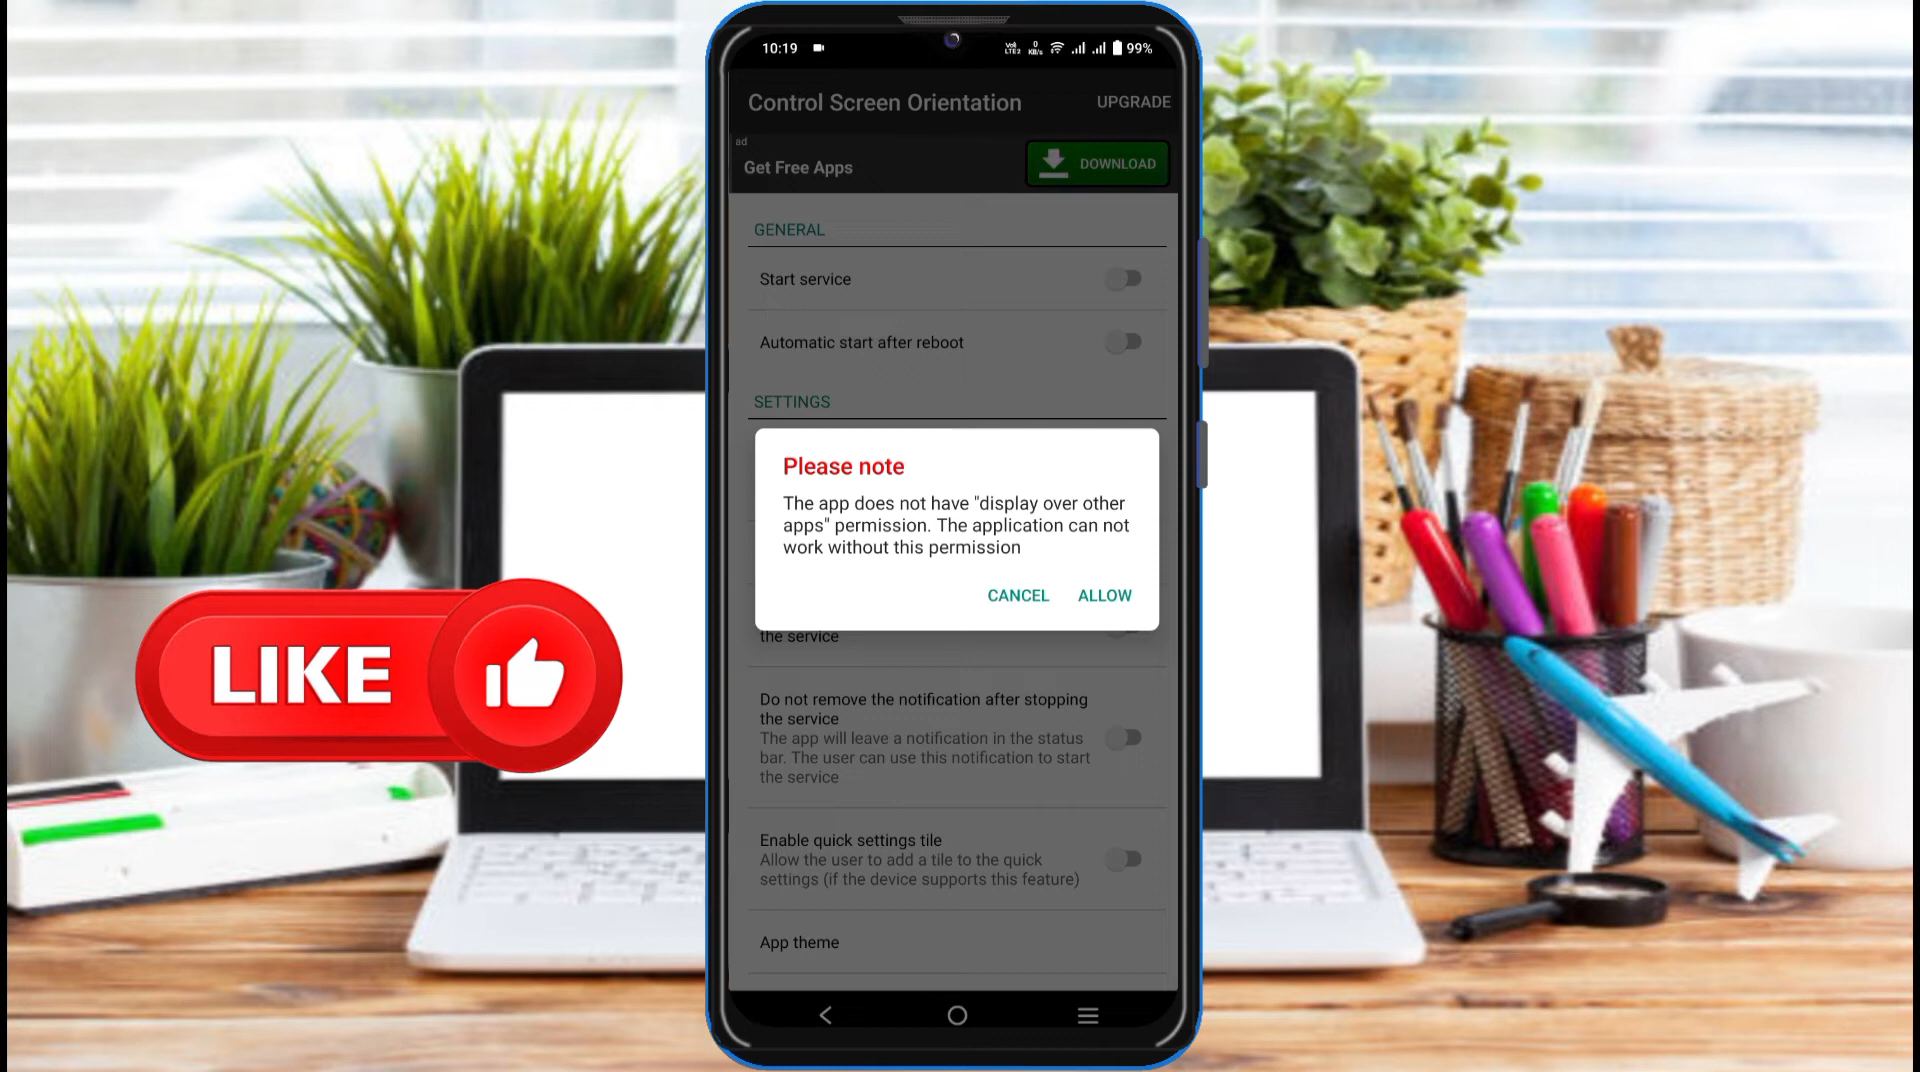 10:19
VoI
LTE2
0
KB/s
99%
Control Screen Orientation
UPGRADE
ad
Get Free Apps
DOWNLOAD
GENERAL
Start service
Automatic start after reboot
SETTINGS
Please note
The app does not have "display over other
apps" permission. The application can not
work without this permission
CANCEL
ALLOW
the service
Do not remove the notification after stopping
the service
The app will leave a notification in the status
bar. The user can use this notification to start
the service
Enable quick settings tile
Allow the user to add a tile to the quick
settings (if the device supports this feature)
App theme
LIKE